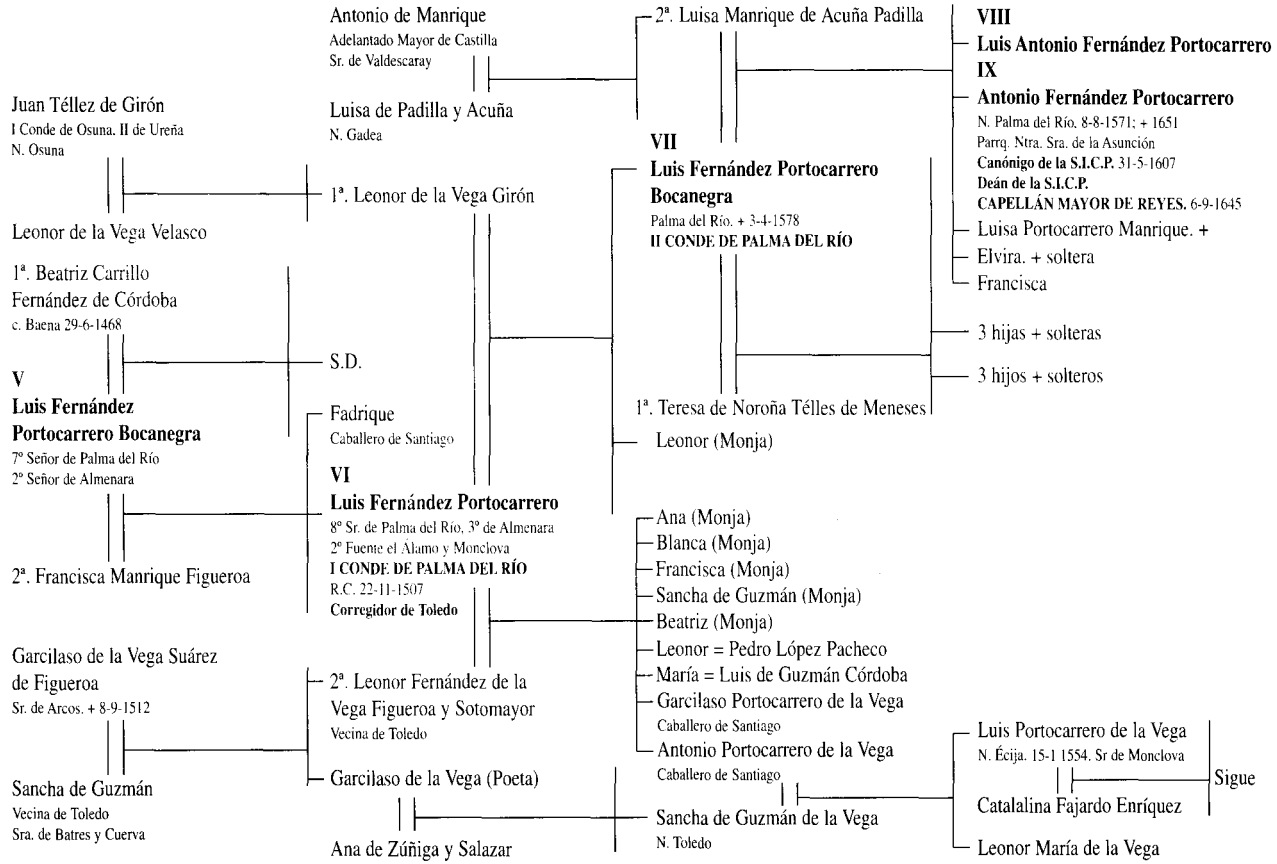 Juan Téllez de Girón
I Conde de Osuna. II de Ureña
N. Osuna
Leonor de la Vega Velasco
1ª. Beatriz Carrillo
Fernández de Córdoba
c. Baena 29-6-1468
V
Luis Fernández
Portocarrero Bocanegra
7º Señor de Palma del Río
2º Señor de Almenara
2ª. Francisca Manrique Figueroa
Garcilaso de la Vega Suárez
de Figueroa
Sr. de Arcos. + 8-9-1512
Sancha de Guzmán
Vecina de Toledo
Sra. de Batres y Cuerva
Antonio de Manrique
Adelantado Mayor de Castilla
Sr. de Valdescaray
Luisa de Padilla y Acuña
N. Gadea
1ª. Leonor de la Vega Girón
S.D.
Fadrique
Caballero de Santiago
VI
Luis Fernández Portocarrero
8º Sr. de Palma del Río, 3º de Almenara
2º Fuente el Álamo y Monclova
I CONDE DE PALMA DEL RÍO
R.C. 22-11-1507
Corregidor de Toledo
2ª. Leonor Fernández de la
Vega Figueroa y Sotomayor
Vecina de Toledo
Garcilaso de la Vega (Poeta)
Ana de Zúñiga y Salazar
2ª. Luisa Manrique de Acuña Padilla
VII
Luis Fernández Portocarrero
Bocanegra
Palma del Río. + 3-4-1578
II CONDE DE PALMA DEL RÍO
1ª. Teresa de Noroña Télles de Meneses
Leonor (Monja)
Ana (Monja)
Blanca (Monja)
Francisca (Monja)
Sancha de Guzmán (Monja)
Beatriz (Monja)
Leonor = Pedro López Pacheco
María = Luis de Guzmán Córdoba
Garcilaso Portocarrero de la Vega
Caballero de Santiago
Antonio Portocarrero de la Vega
Caballero de Santiago
Sancha de Guzmán de la Vega
N. Toledo
VIII
Luis Antonio Fernández Portocarrero
IX
Antonio Fernández Portocarrero
N. Palma del Río, 8-8-1571; + 1651
Parrq. Ntra. Sra. de la Asunción
Canónigo de la S.I.C.P. 31-5-1607
Deán de la S.I.C.P.
CAPELLÁN MAYOR DE REYES. 6-9-1645
Luisa Portocarrero Manrique. +
Elvira. + soltera
Francisca
3 hijas + solteras
3 hijos + solteros
Luis Portocarrero de la Vega
N. Écija. 15-1 1554. Sr de Monclova
Catalalina Fajardo Enríquez
Leonor María de la Vega
Sigue